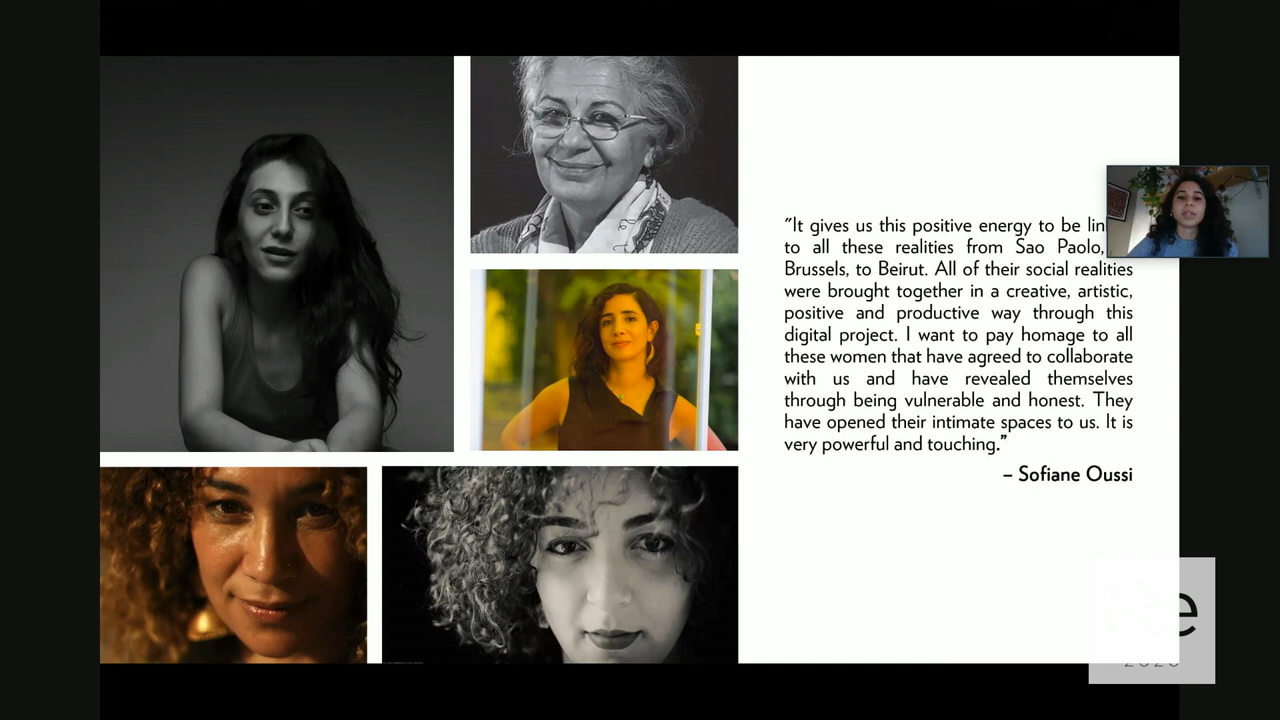 "It gives us this positive energy to be lin
to all these realities from Sao Paolo,
Brussels, to Beirut. All of their social realities
were brought together in a creative, artistic,
positive and productive way through this
digital project. I want to pay homage to all
these women that have agreed to collaborate
with us and have revealed themselves
through being vulnerable and honest. They
have opened their intimate spaces to us. It is
very powerful and touching."
– Sofiane Oussi
Re